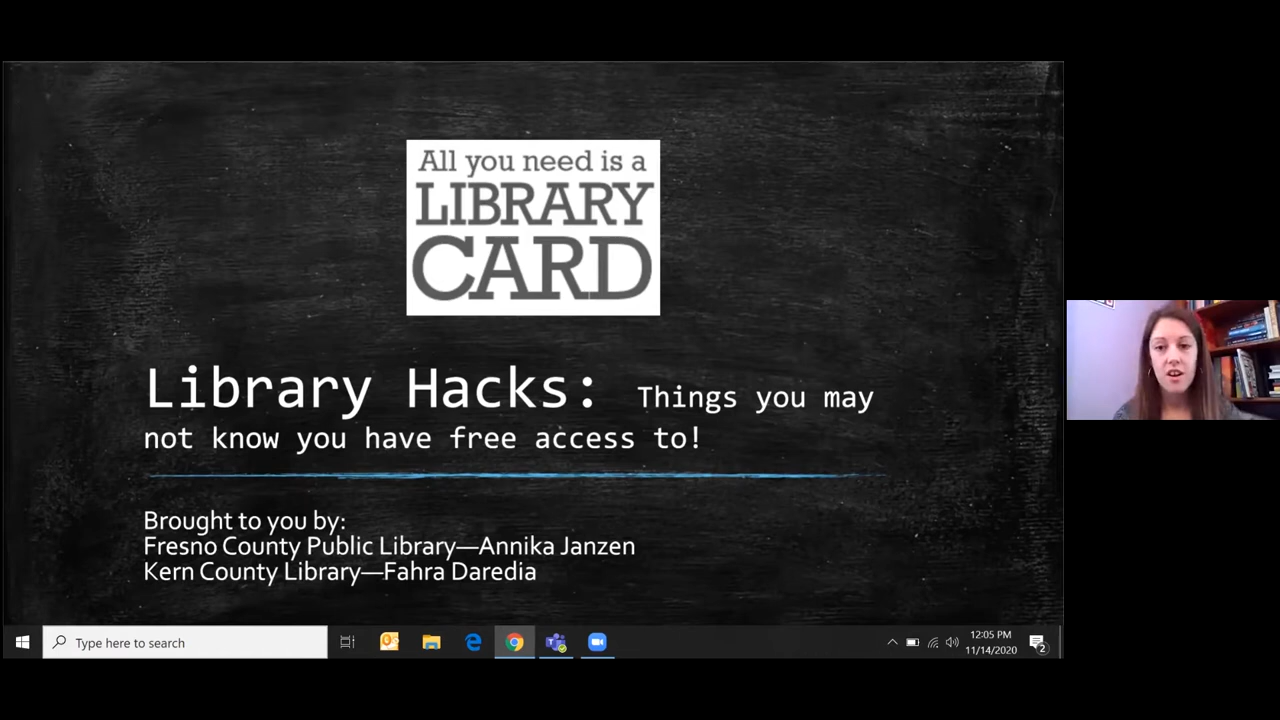 All you need is a
LIBRARY
CARD
Library Hacks: Things you may
not know you have free access to!
Brought to you by:
Fresno County Public Library—Annika Janzen
Kern County Library—Fahra Daredia
Type here to search
12:05 PM
11/14/2020
2